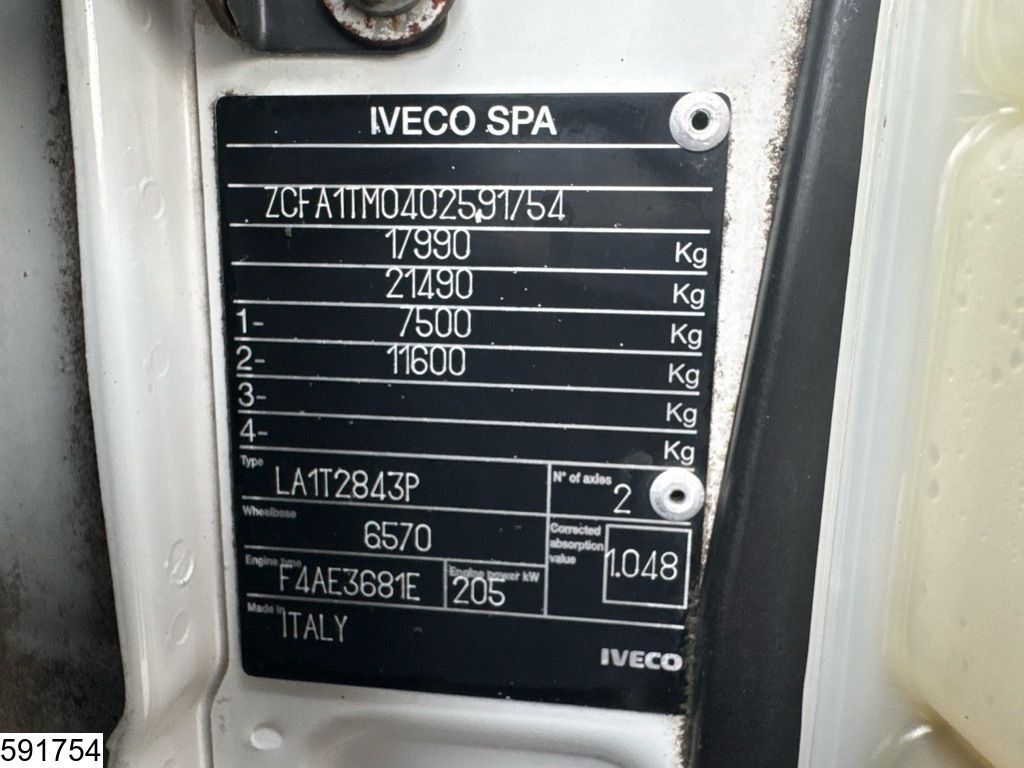 IVECO SPA
ZCFA1TM0402591754
17990 Kg
21490 Kg
1- 7500 Kg
2- 11600 Kg
3- Kg
4- Kg
Type LA1T2843P N° of axles 2
Wheelbase 6570 Corrected absorption value 1.048
Engine type F4AE3681E Engine power kW 205
Made in ITALY
IVECO
591754